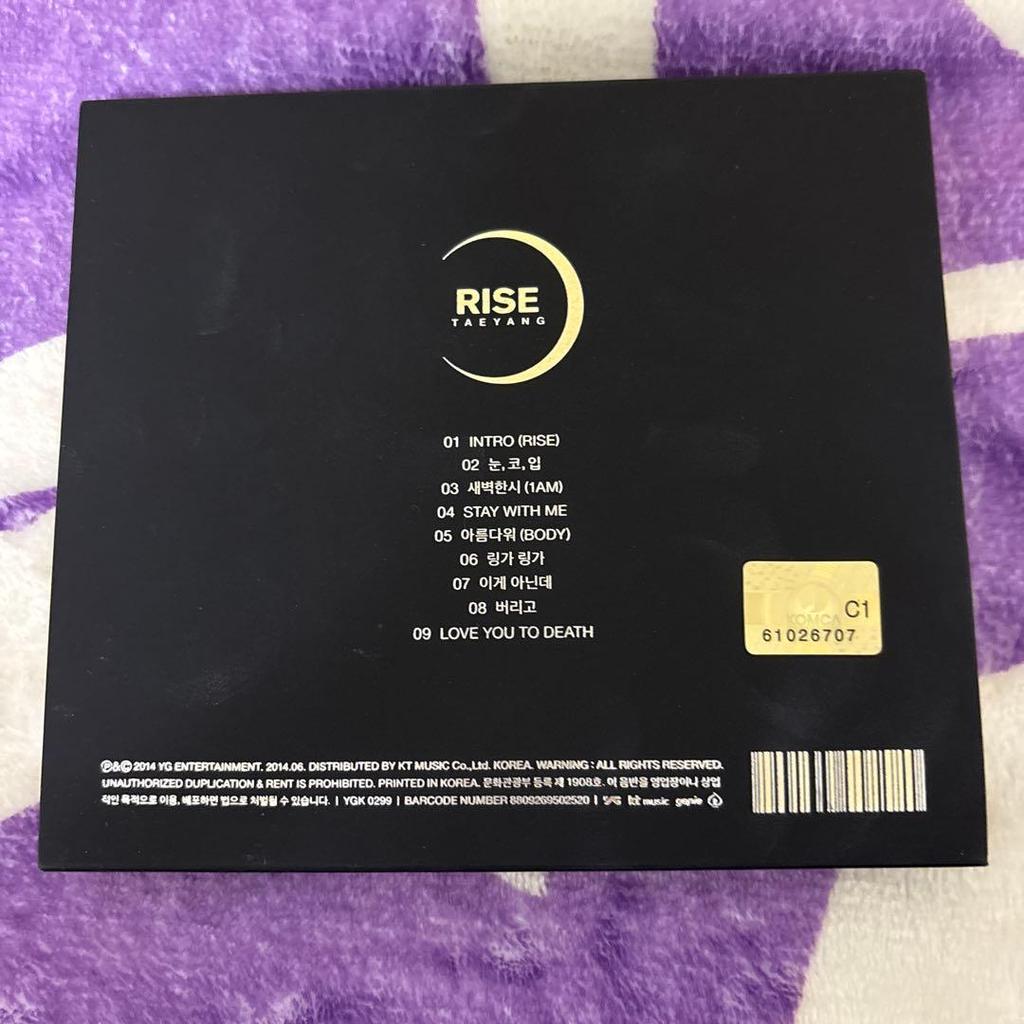 RISE
TAEYANG
01 INTRO (RISE)
02 눈, 코, 입
03 새벽한시 (1AM)
04 STAY WITH ME
05 아름다워 (BODY)
06 링가 링가
07 이게 아닌데
08 버리고
09 LOVE YOU TO DEATH
KOMCA C1
61026707
℗&© 2014 YG ENTERTAINMENT. 2014.06. DISTRIBUTED BY KT MUSIC Co.,Ltd. KOREA. WARNING : ALL RIGHTS RESERVED.
UNAUTHORIZED DUPLICATION & RENT IS PROHIBITED. PRINTED IN KOREA. 문화관광부 등록 제 1908호. 이 음반을 영업장이나 상업
적인 목적으로 이용, 배포하면 법으로 처벌될 수 있습니다. | YGK 0299 | BARCODE NUMBER 8809269502520 | YG kt music genie